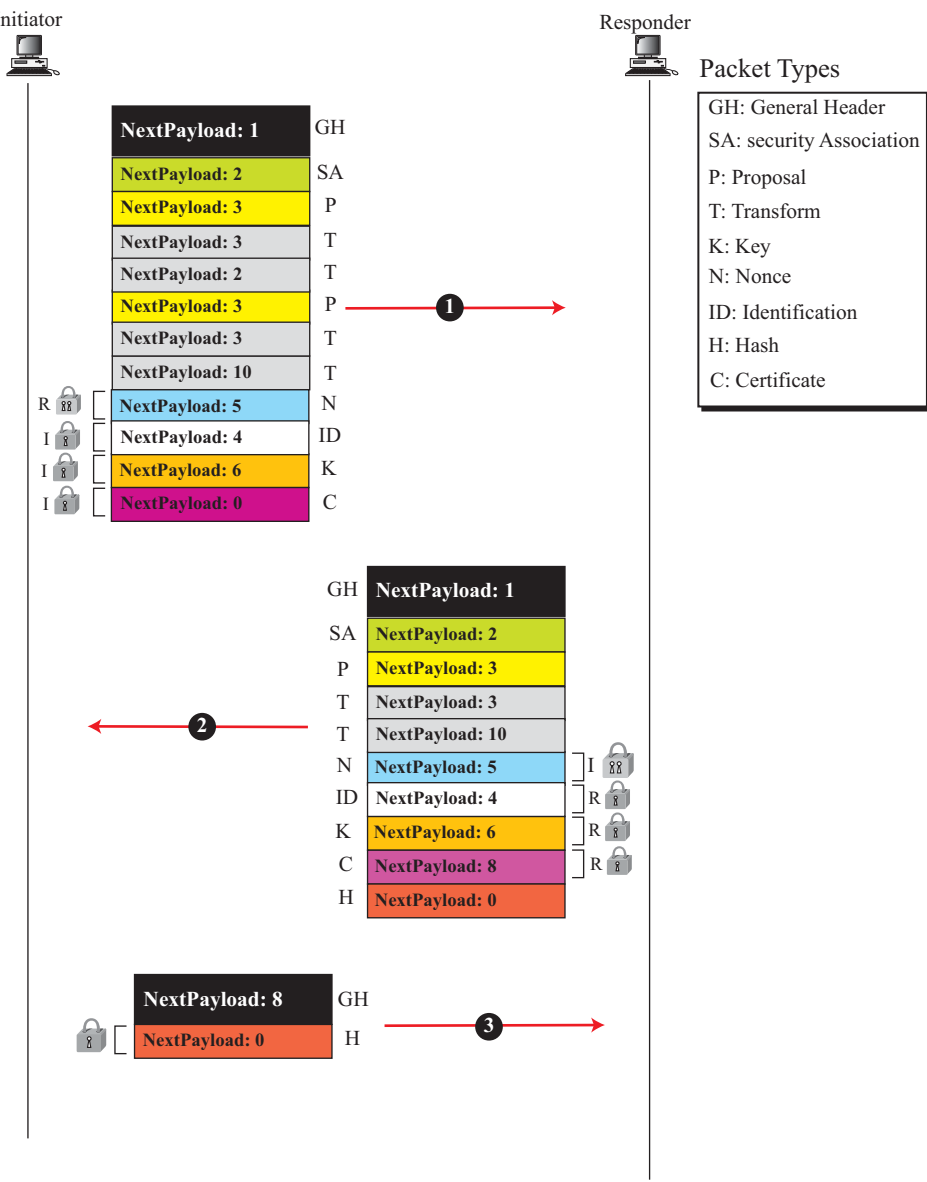 nitiator
Responder
Packet Types
GH: General Header
SA: security Association
P: Proposal
T: Transform
K: Key
N: Nonce
ID: Identification
H: Hash
C: Certificate
NextPayload: 1 GH
NextPayload: 2 SA
NextPayload: 3 P
NextPayload: 3 T
NextPayload: 2 T
NextPayload: 3 P
1
NextPayload: 3 T
NextPayload: 10 T
R NextPayload: 5 N
I NextPayload: 4 ID
I NextPayload: 6 K
I NextPayload: 0 C
GH NextPayload: 1
SA NextPayload: 2
P NextPayload: 3
T NextPayload: 3
2
T NextPayload: 10
N NextPayload: 5 I
ID NextPayload: 4 R
K NextPayload: 6 R
C NextPayload: 8 R
H NextPayload: 0
NextPayload: 8 GH
3
NextPayload: 0 H